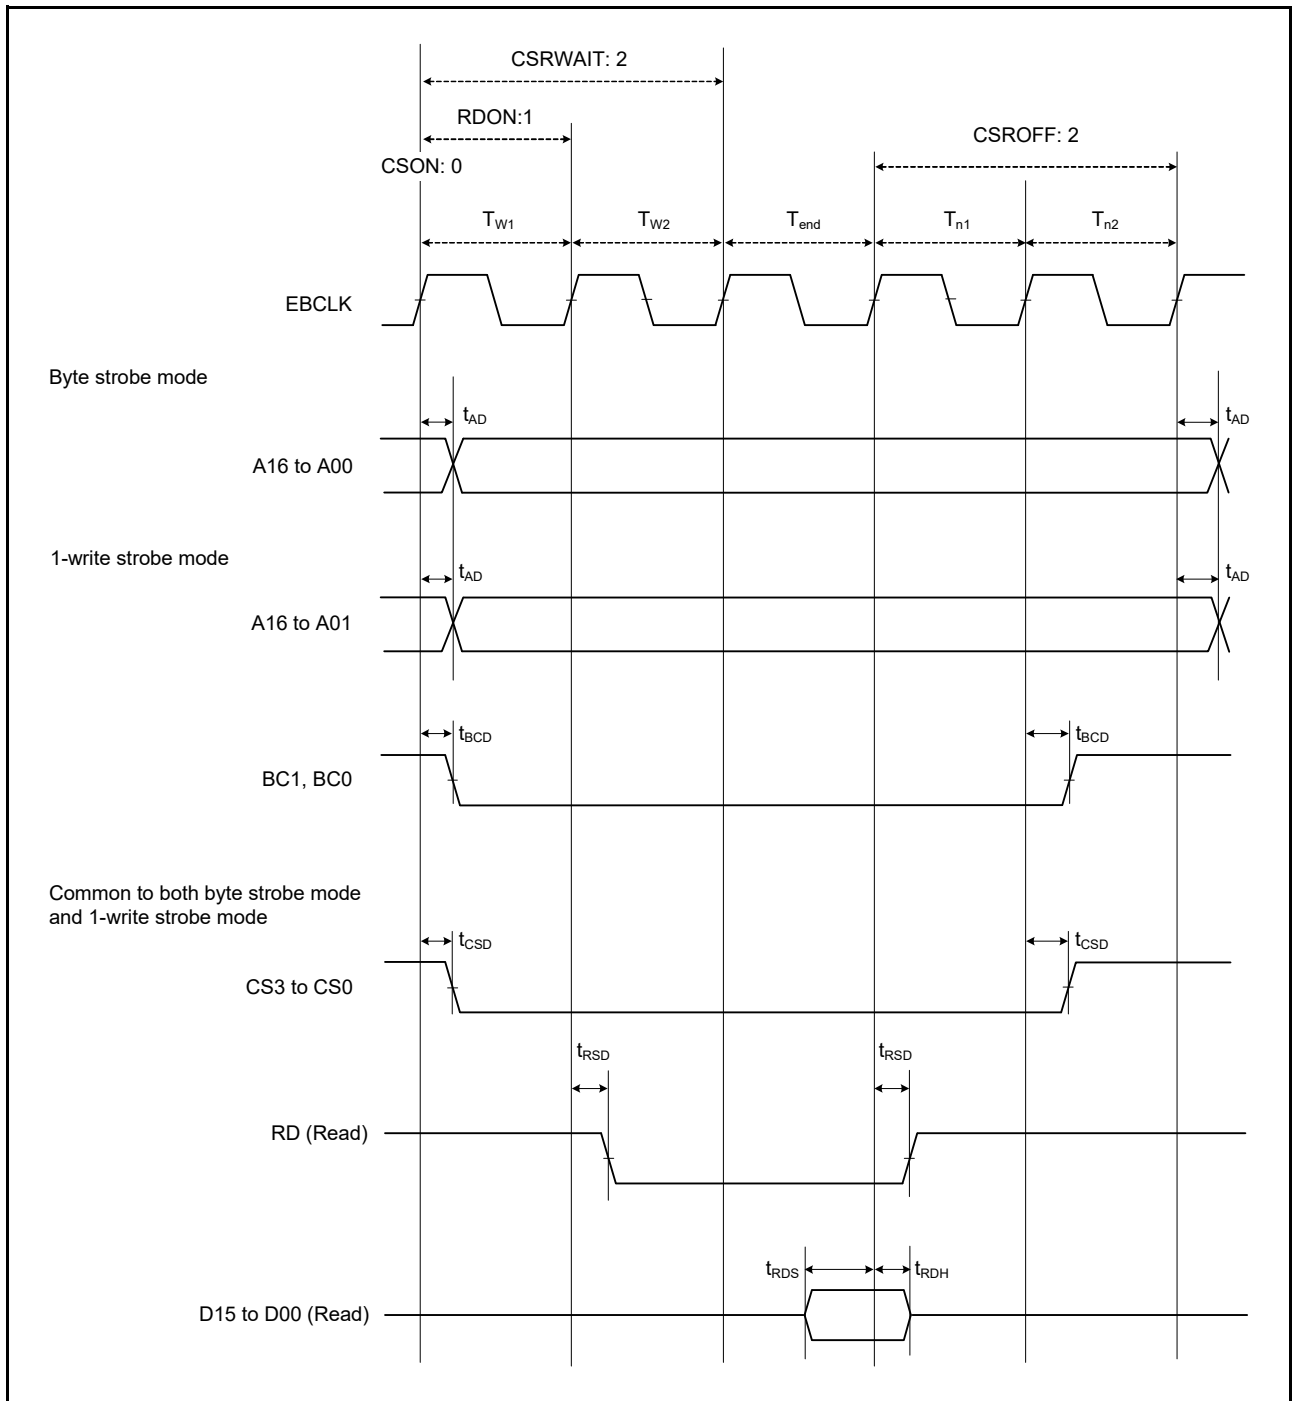 CSRWAIT: 2
RDON:1
CSROFF: 2
CSON: 0
TW1 TW2 Tend Tn1 Tn2
EBCLK
Byte strobe mode
tAD tAD
A16 to A00
1-write strobe mode
tAD tAD
A16 to A01
tBCD tBCD
BC1, BC0
Common to both byte strobe mode
and 1-write strobe mode
tCSD tCSD
CS3 to CS0
tRSD tRSD
RD (Read)
tRDS tRDH
D15 to D00 (Read)